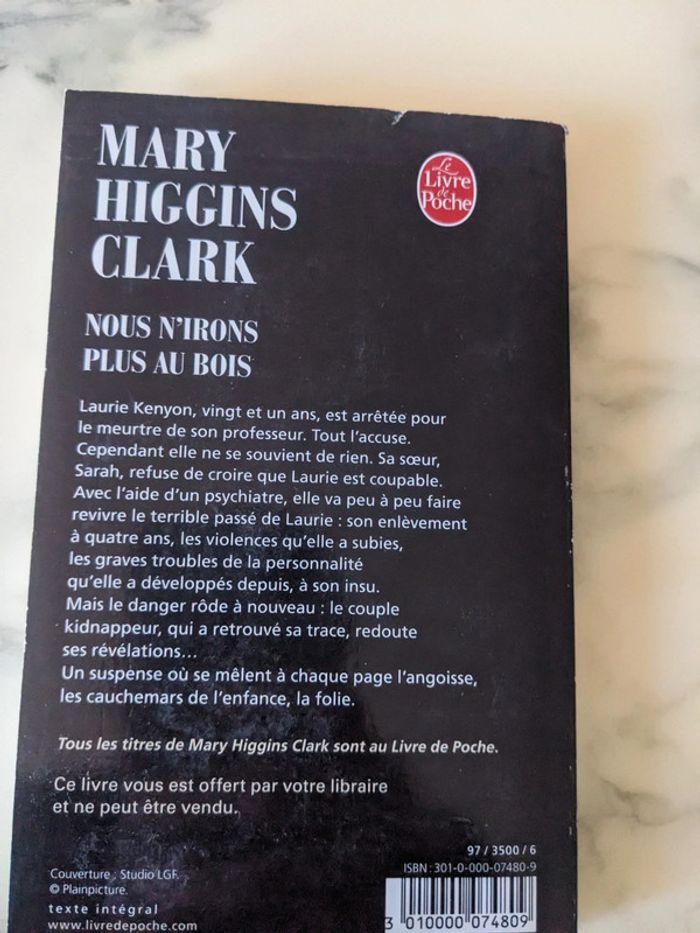 MARY
HIGGINS
CLARK
Le
Livre
de
Poche
NOUS N'IRONS
PLUS AU BOIS
Laurie Kenyon, vingt et un ans, est arrêtée pour
le meurtre de son professeur. Tout l'accuse.
Cependant elle ne se souvient de rien. Sa sœur,
Sarah, refuse de croire que Laurie est coupable.
Avec l'aide d'un psychiatre, elle va peu à peu faire
revivre le terrible passé de Laurie : son enlèvement
à quatre ans, les violences qu'elle a subies,
les graves troubles de la personnalité
qu'elle a développés depuis, à son insu.
Mais le danger rôde à nouveau : le couple
kidnappeur, qui a retrouvé sa trace, redoute
ses révélations...
Un suspense où se mêlent à chaque page l'angoisse,
les cauchemars de l'enfance, la folie.
Tous les titres de Mary Higgins Clark sont au Livre de Poche.
Ce livre vous est offert par votre libraire
et ne peut être vendu.
97 / 3500 / 6
ISBN : 301-0-000-07480-9
Couverture : Studio LGF.
© Plainpicture.
texte intégral
www.livredepoche.com
3 010000 074809